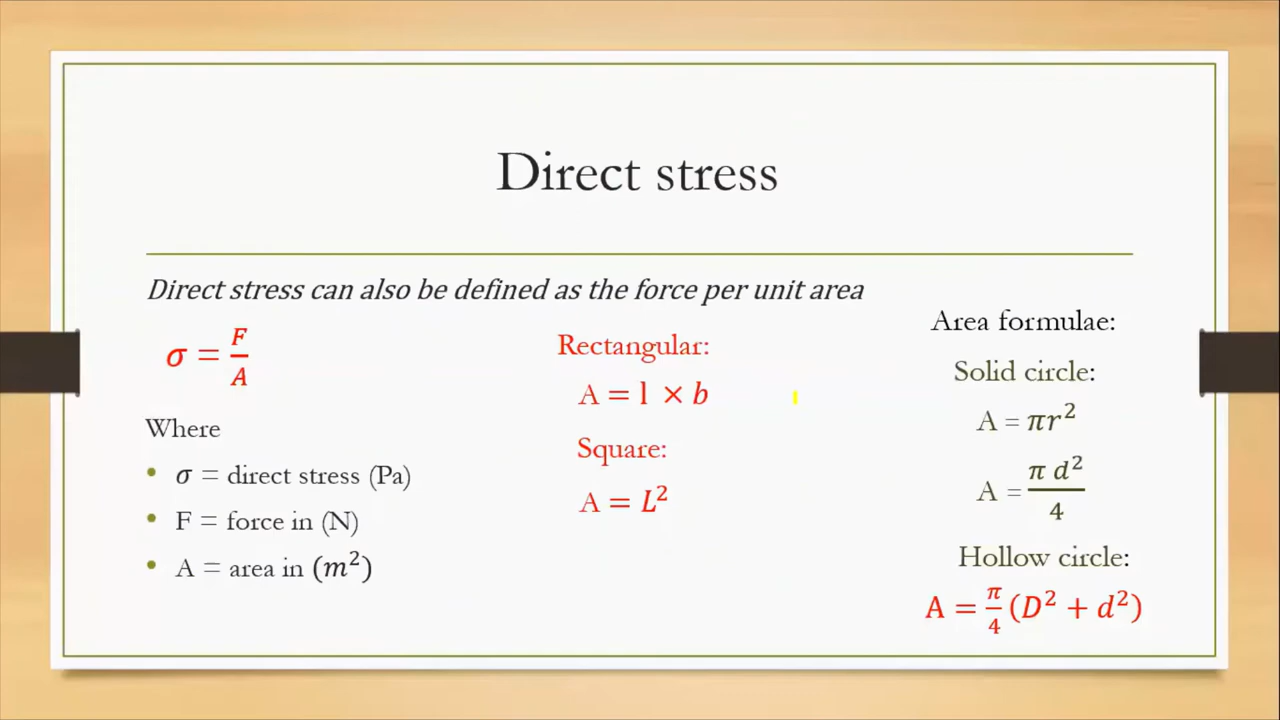 Direct stress
Direct stress can also be defined as the force per unit area
σ = F/A
Where
• σ = direct stress (Pa)
• F = force in (N)
• A = area in (m²)
Rectangular:
A = l × b
Square:
A = L²
Area formulae:
Solid circle:
A = πr²
A = π d²/4
Hollow circle:
A = π/4 (D² + d²)